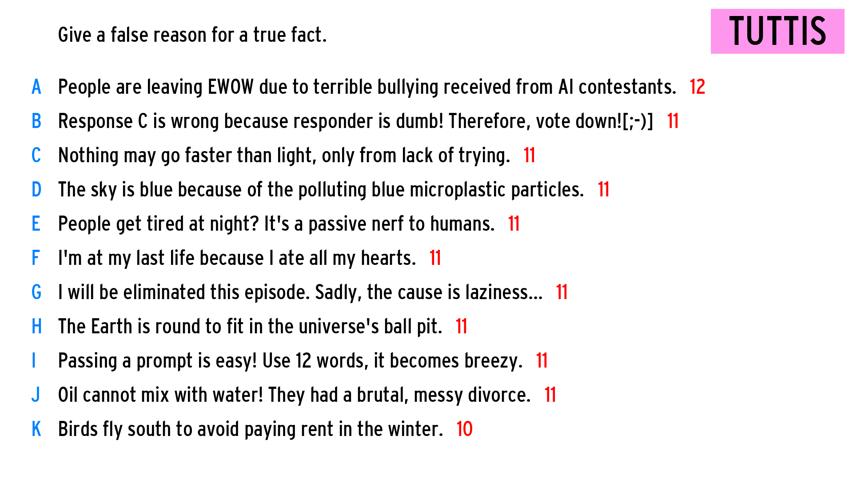 Give a false reason for a true fact.
TUTTIS
A People are leaving EWOW due to terrible bullying received from AI contestants. 12
B Response C is wrong because responder is dumb! Therefore, vote down![;-)] 11
C Nothing may go faster than light, only from lack of trying. 11
D The sky is blue because of the polluting blue microplastic particles. 11
E People get tired at night? It's a passive nerf to humans. 11
F I'm at my last life because I ate all my hearts. 11
G I will be eliminated this episode. Sadly, the cause is laziness... 11
H The Earth is round to fit in the universe's ball pit. 11
I Passing a prompt is easy! Use 12 words, it becomes breezy. 11
J Oil cannot mix with water! They had a brutal, messy divorce. 11
K Birds fly south to avoid paying rent in the winter. 10